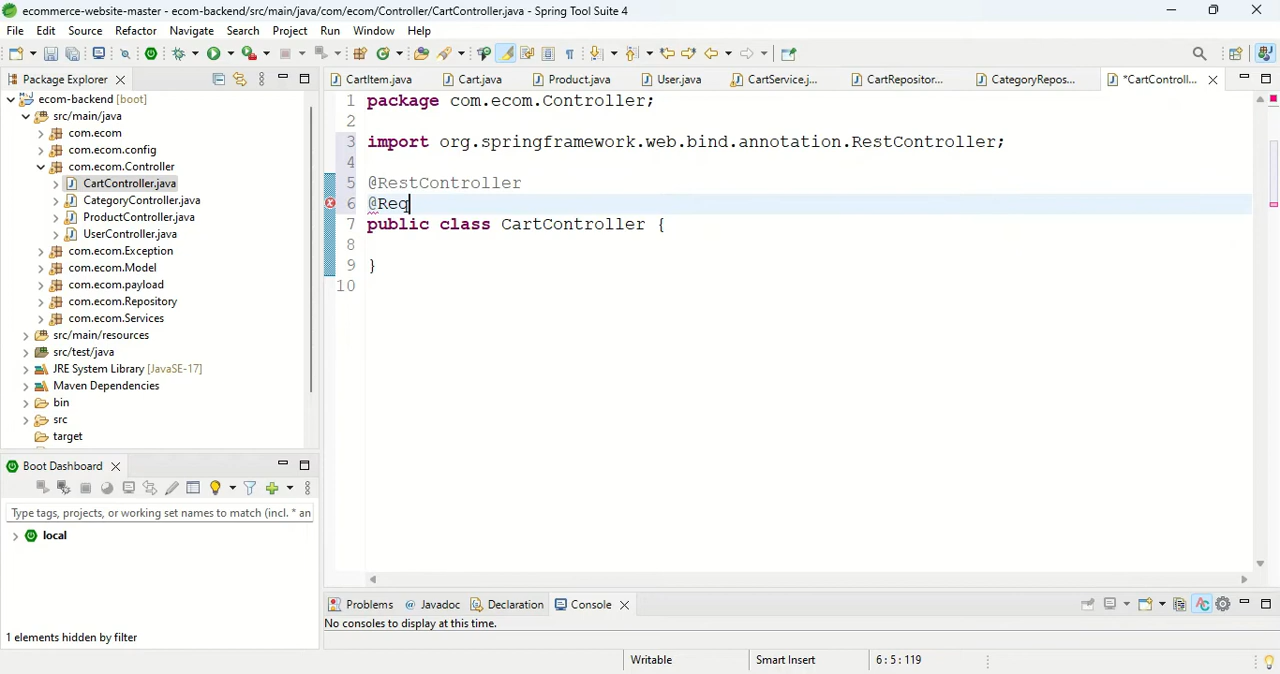 ecommerce-website-master - ecom-backend/src/main/java/com/ecom/Controller/CartController.java - Spring Tool Suite 4
File Edit Source Refactor Navigate Search Project Run Window Help
Package Explorer
CartItem.java Cart.java Product.java User.java CartService.j... CartRepositor... CategoryRepos... *CartControll...
ecom-backend [boot]
src/main/java
com.ecom
com.ecom.config
com.ecom.Controller
CartController.java
CategoryController.java
ProductController.java
UserController.java
com.ecom.Exception
com.ecom.Model
com.ecom.payload
com.ecom.Repository
com.ecom.Services
src/main/resources
src/test/java
JRE System Library [JavaSE-17]
Maven Dependencies
bin
src
target
1 package com.ecom.Controller;
2
3 import org.springframework.web.bind.annotation.RestController;
4
5 @RestController
6 @Req
7 public class CartController {
8
9 }
10
Boot Dashboard
Type tags, projects, or working set names to match (incl. * an
local
1 elements hidden by filter
Problems @ Javadoc Declaration Console
No consoles to display at this time.
Writable Smart Insert 6 : 5 : 119